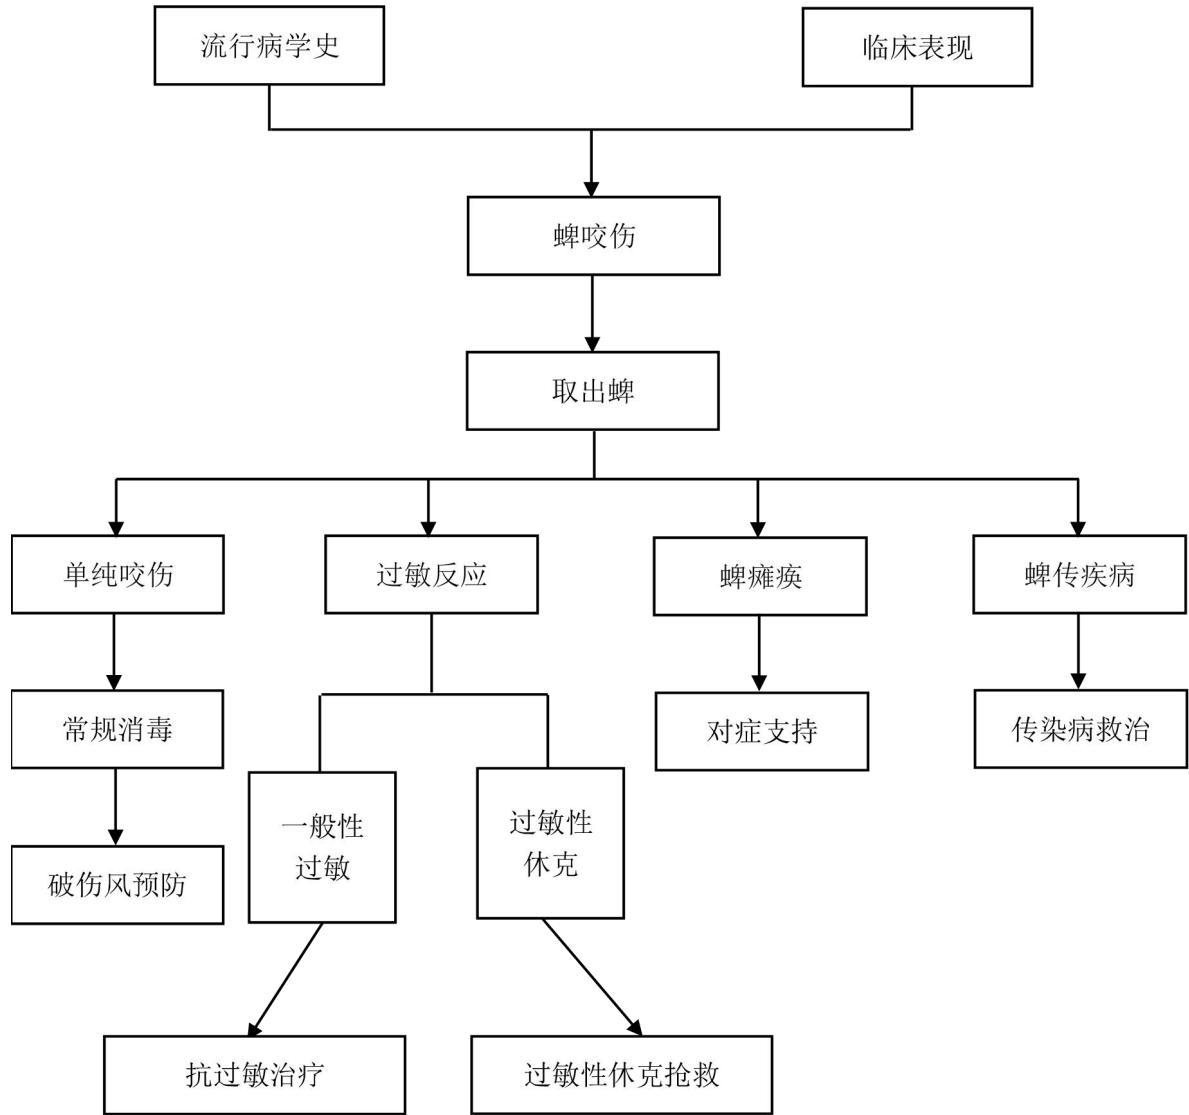 流行病学史
临床表现
蜱咬伤
取出蜱
单纯咬伤
过敏反应
蜱瘫痪
蜱传疾病
常规消毒
对症支持
传染病救治
一般性
过敏
过敏性
休克
破伤风预防
抗过敏治疗
过敏性休克抢救